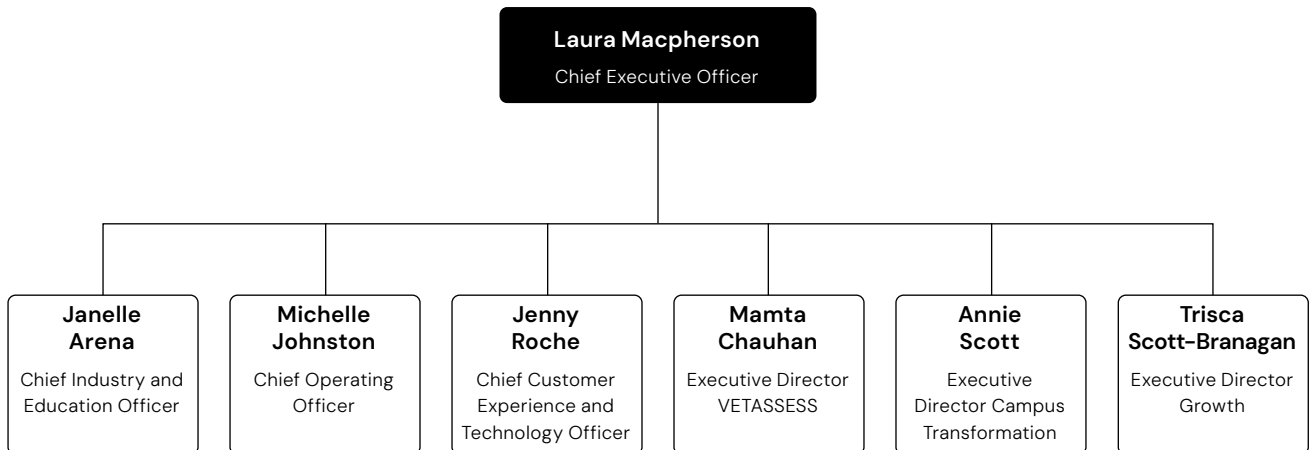 Laura Macpherson
Chief Executive Officer
Janelle
Arena
Chief Industry and
Education Officer
Michelle
Johnston
Chief Operating
Officer
Jenny
Roche
Chief Customer
Experience and
Technology Officer
Mamta
Chauhan
Executive Director
VETASSESS
Annie
Scott
Executive
Director Campus
Transformation
Trisca
Scott-Branagan
Executive Director
Growth